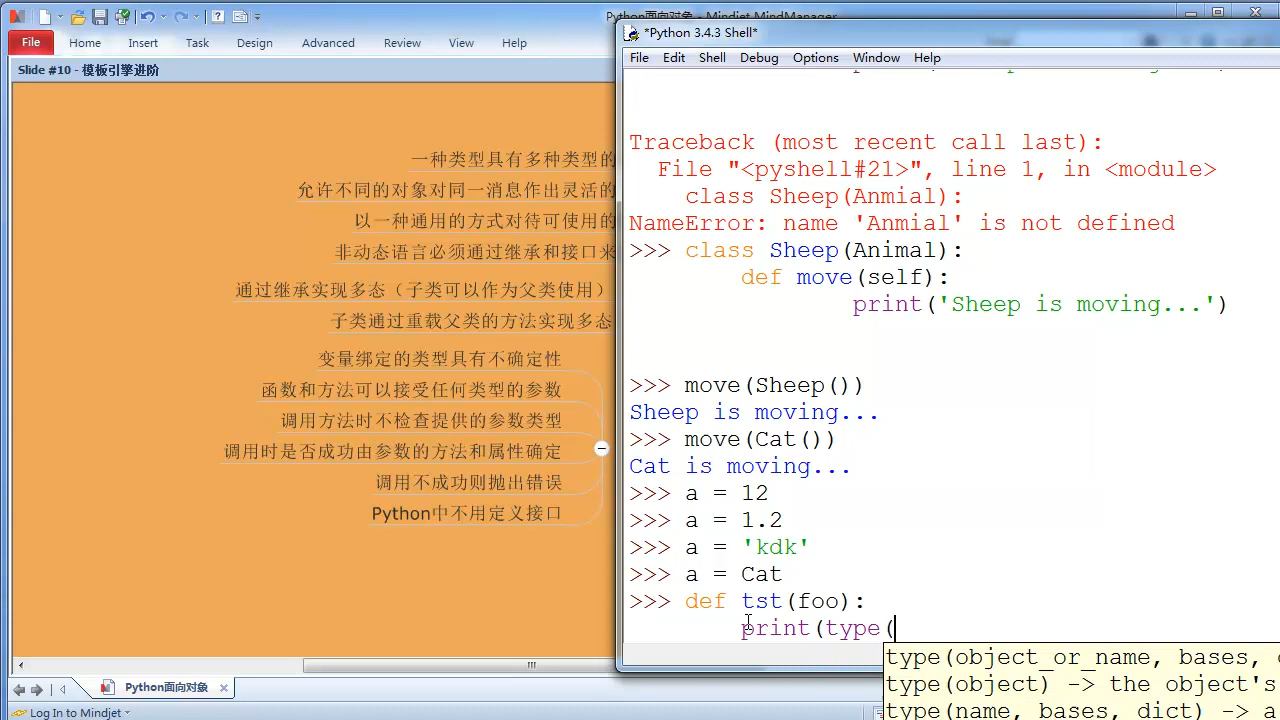 Python面向对象 - Mindjet MindManager
File Home Insert Task Design Advanced Review View Help
Slide #10 - 模板引擎进阶
一种类型具有多种类型的
允许不同的对象对同一消息作出灵活的
以一种通用的方式对待可使用的
非动态语言必须通过继承和接口来
通过继承实现多态（子类可以作为父类使用）
子类通过重载父类的方法实现多态
变量绑定的类型具有不确定性
函数和方法可以接受任何类型的参数
调用方法时不检查提供的参数类型
调用时是否成功由参数的方法和属性确定
调用不成功则抛出错误
Python中不用定义接口
Python面向对象
Log In to Mindjet
*Python 3.4.3 Shell*
File Edit Shell Debug Options Window Help
Traceback (most recent call last):
  File "<pyshell#21>", line 1, in <module>
    class Sheep(Anmial):
NameError: name 'Anmial' is not defined
>>> class Sheep(Animal):
        def move(self):
                print('Sheep is moving...')
>>> move(Sheep())
Sheep is moving...
>>> move(Cat())
Cat is moving...
>>> a = 12
>>> a = 1.2
>>> a = 'kdk'
>>> a = Cat
>>> def tst(foo):
        print(type(
type(object_or_name, bases,
type(object) -> the object's
type(name, bases, dict) -> a